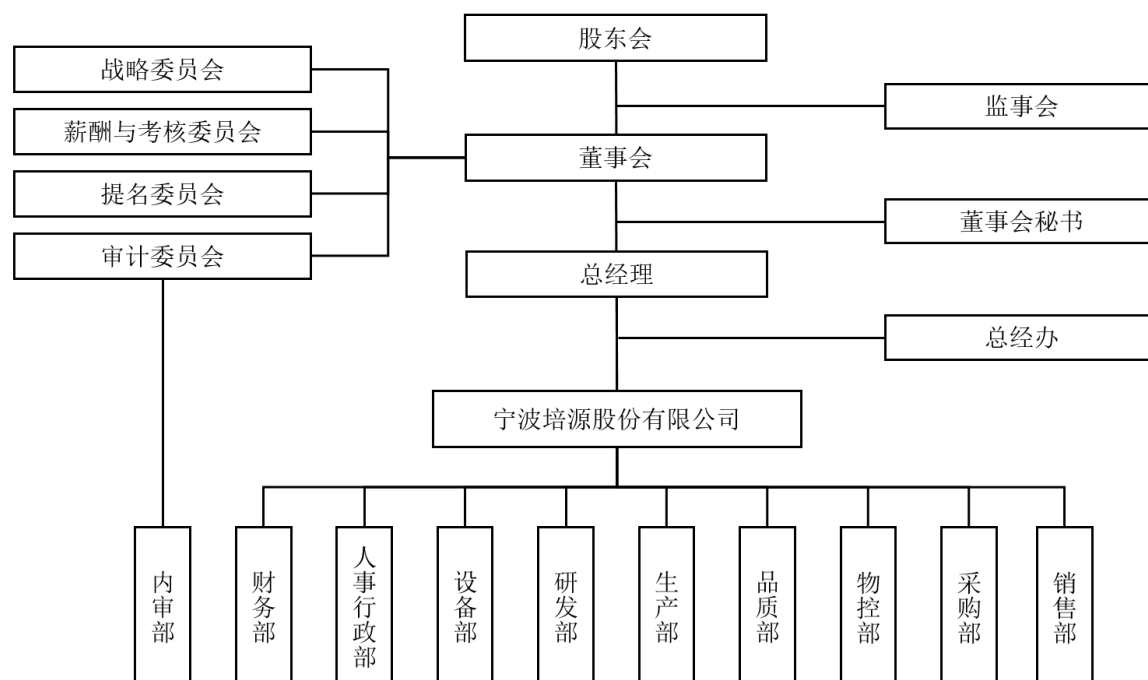 股东会
战略委员会
监事会
薪酬与考核委员会
董事会
提名委员会
董事会秘书
审计委员会
总经理
总经办
宁波培源股份有限公司
内审部
财务部
人事行政部
设备部
研发部
生产部
品质部
物控部
采购部
销售部